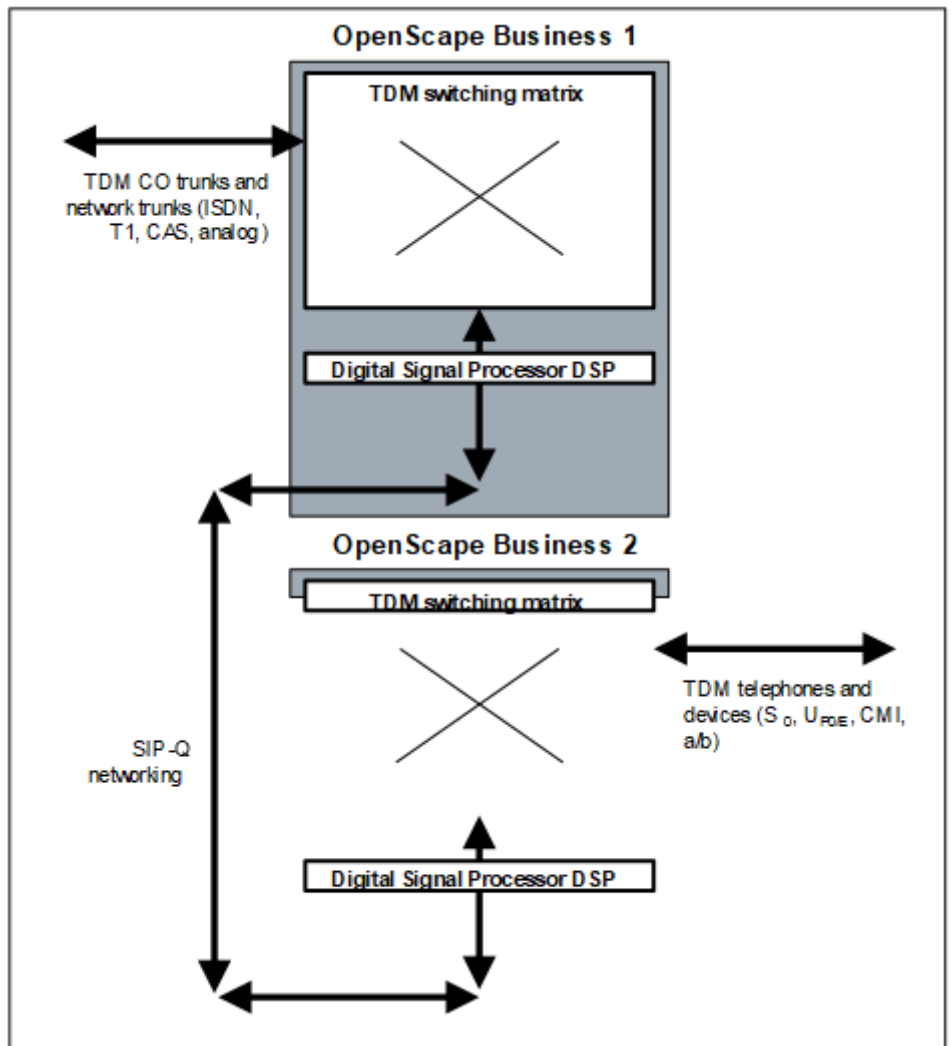 OpenScape Business 1
TDM switching matrix
TDM CO trunks and
network trunks (ISDN,
T1, CAS, analog)
Digital Signal Processor DSP
OpenScape Business 2
TDM switching matrix
TDM telephones and
devices (S0, UP0/E, CMI,
a/b)
SIP-Q
networking
Digital Signal Processor DSP